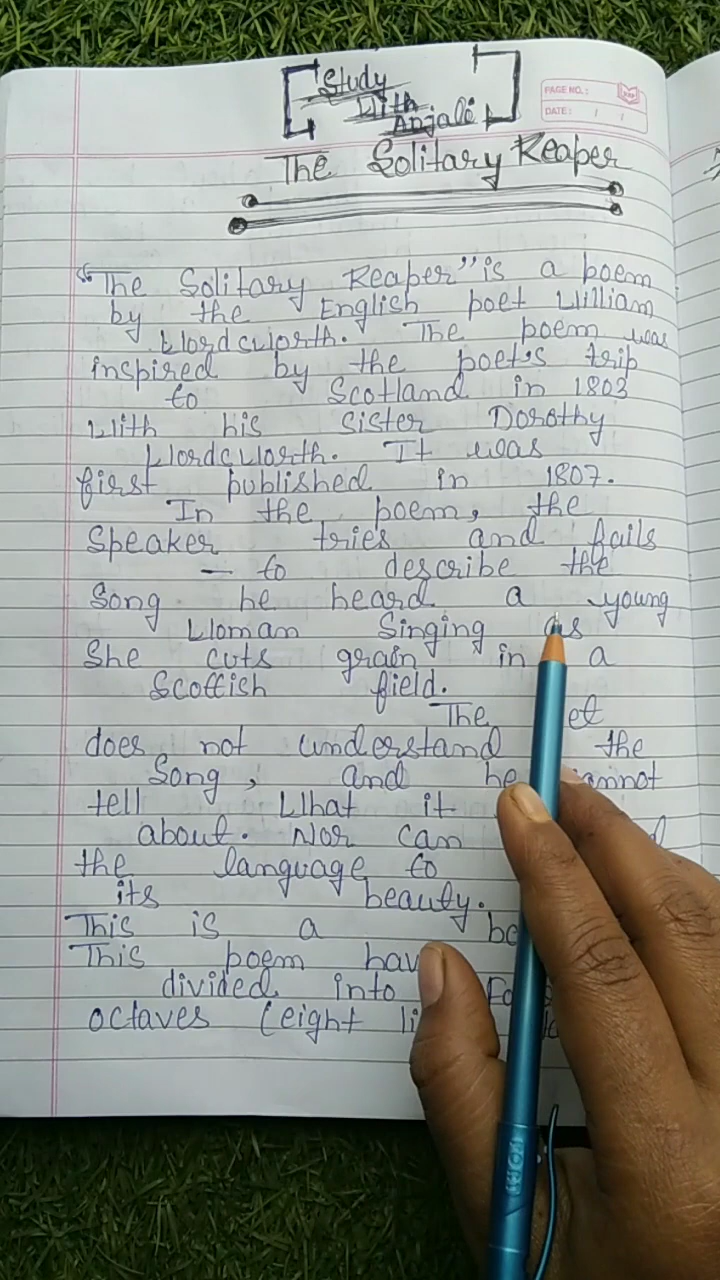 Study
With
Anjali
PAGE NO.:
DATE: / /
The Solitary Reaper
“The Solitary Reaper” is a poem
by the English poet William
Wordsworth. The poem was
inspired by the poet's trip
to Scotland in 1803
with his sister Dorothy
Wordsworth. It was
first published in 1807.
In the poem, the
Speaker tries and fails
- to describe the
Song he heard a young
Woman Singing as
She cuts grain in a
Scottish field.
The et
does not understand the
Song, and he cannot
tell What it
about. Nor can
the language to
its beauty.
This is a be
This poem hav
divided into Fo
octaves (eight li